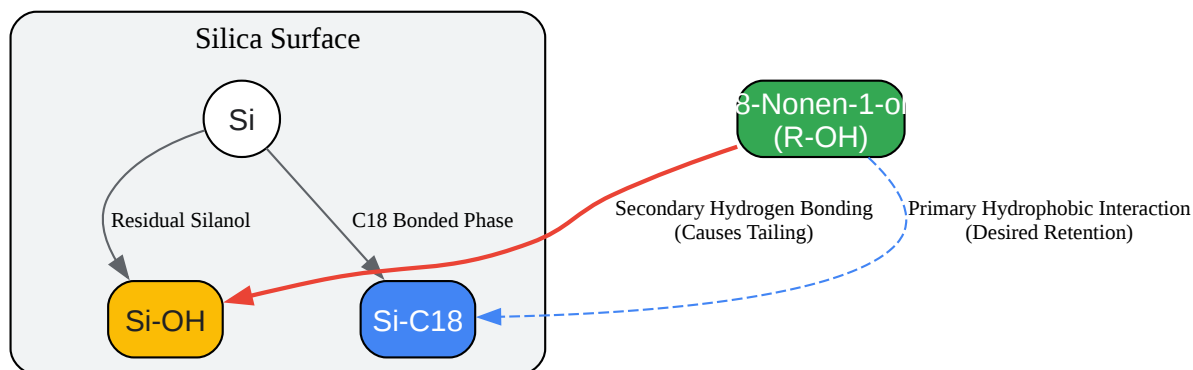 Silica Surface
Si
8-Nonen-1-ol
(R-OH)
Residual Silanol
C18 Bonded Phase
Secondary Hydrogen Bonding
(Causes Tailing)
Primary Hydrophobic Interaction
(Desired Retention)
Si-OH
Si-C18